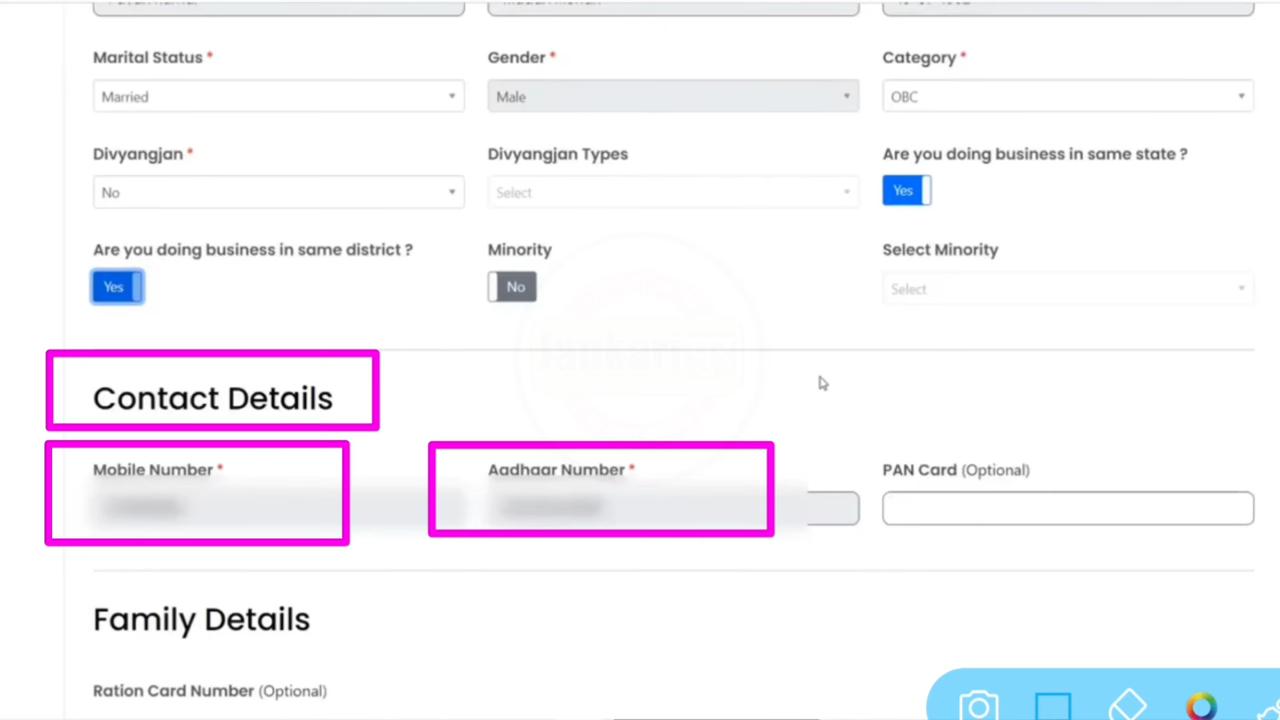 Marital Status * Gender * Category *
Married Male OBC
Divyangjan * Divyangjan Types Are you doing business in same state ?
No Select Yes
Are you doing business in same district ? Minority Select Minority
Yes No Select
Contact Details
Mobile Number * Aadhaar Number * PAN Card (Optional)
Family Details
Ration Card Number (Optional)